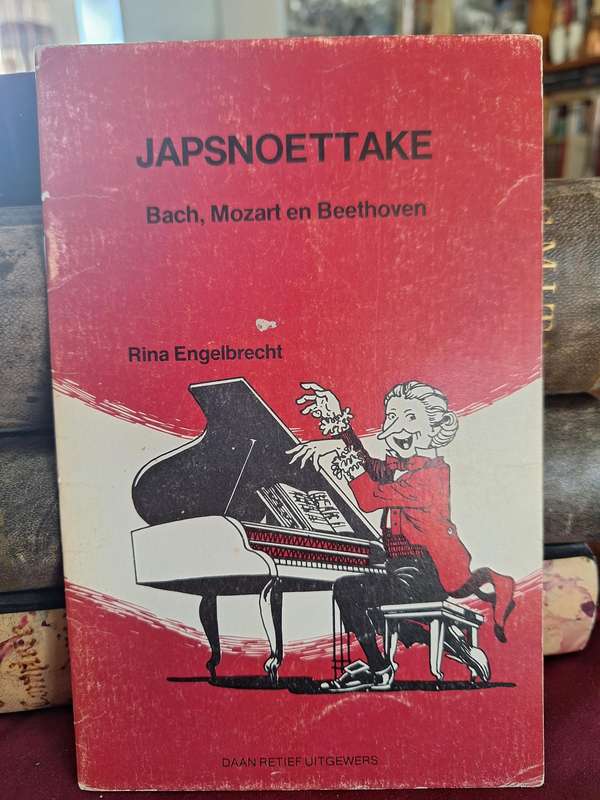 JAPSNOETTAKE
Bach, Mozart en Beethoven
Rina Engelbrecht
DAAN RETIEF UITGEWERS